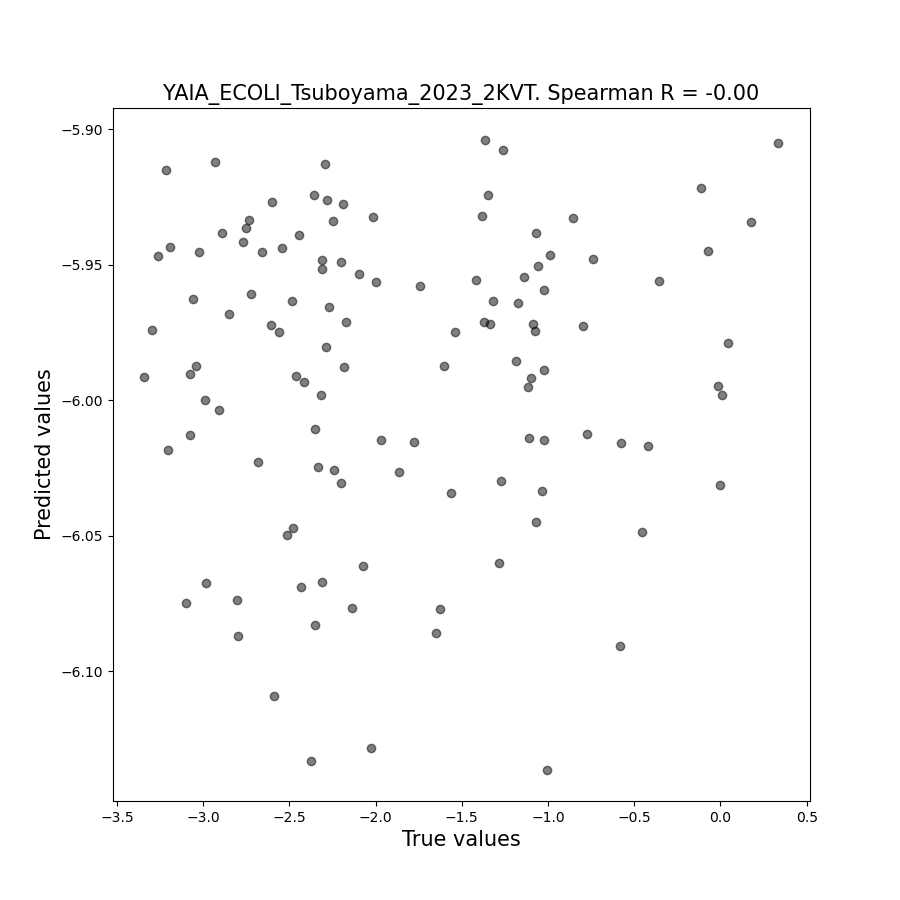 YAIA_ECOLI_Tsuboyama_2023_2KVT. Spearman R = -0.00
−5.90
−5.95
−6.00
−6.05
−6.10
Predicted values
−3.5 −3.0 −2.5 −2.0 −1.5 −1.0 −0.5 0.0 0.5
True values